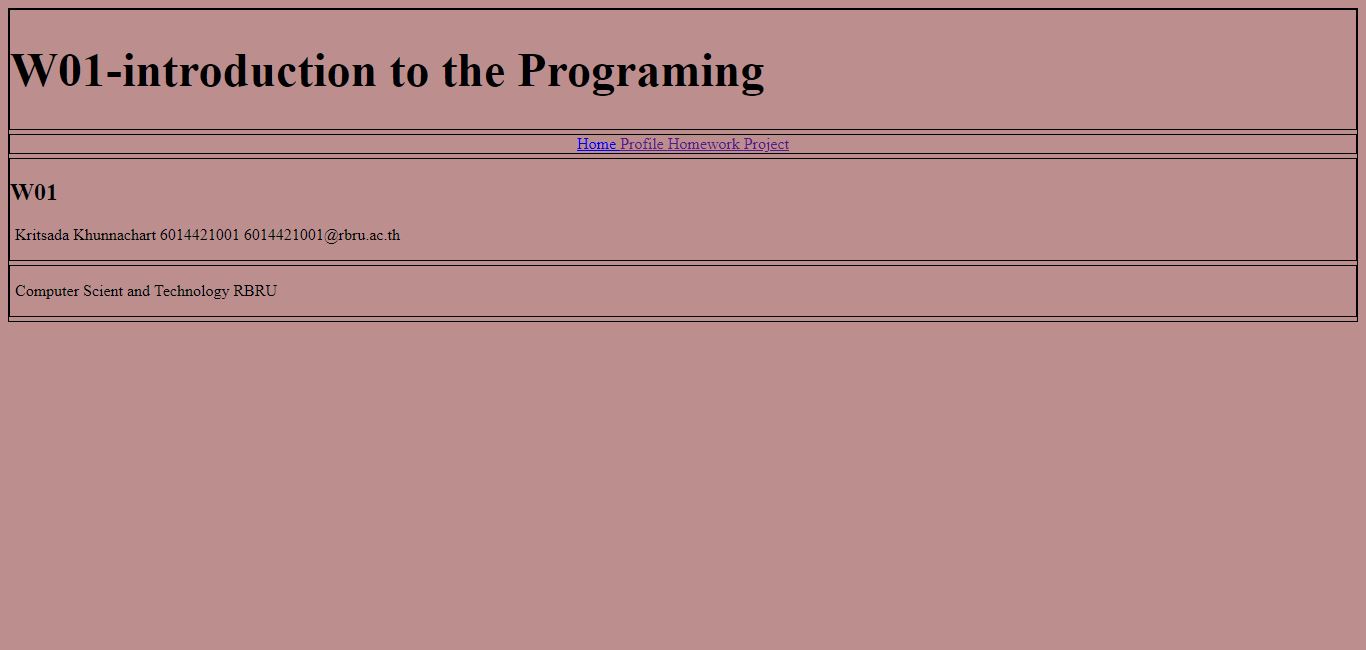 W01-introduction to the Programing
Home Profile Homework Project
W01
Kritsada Khunnachart 6014421001 6014421001@rbru.ac.th
Computer Scient and Technology RBRU